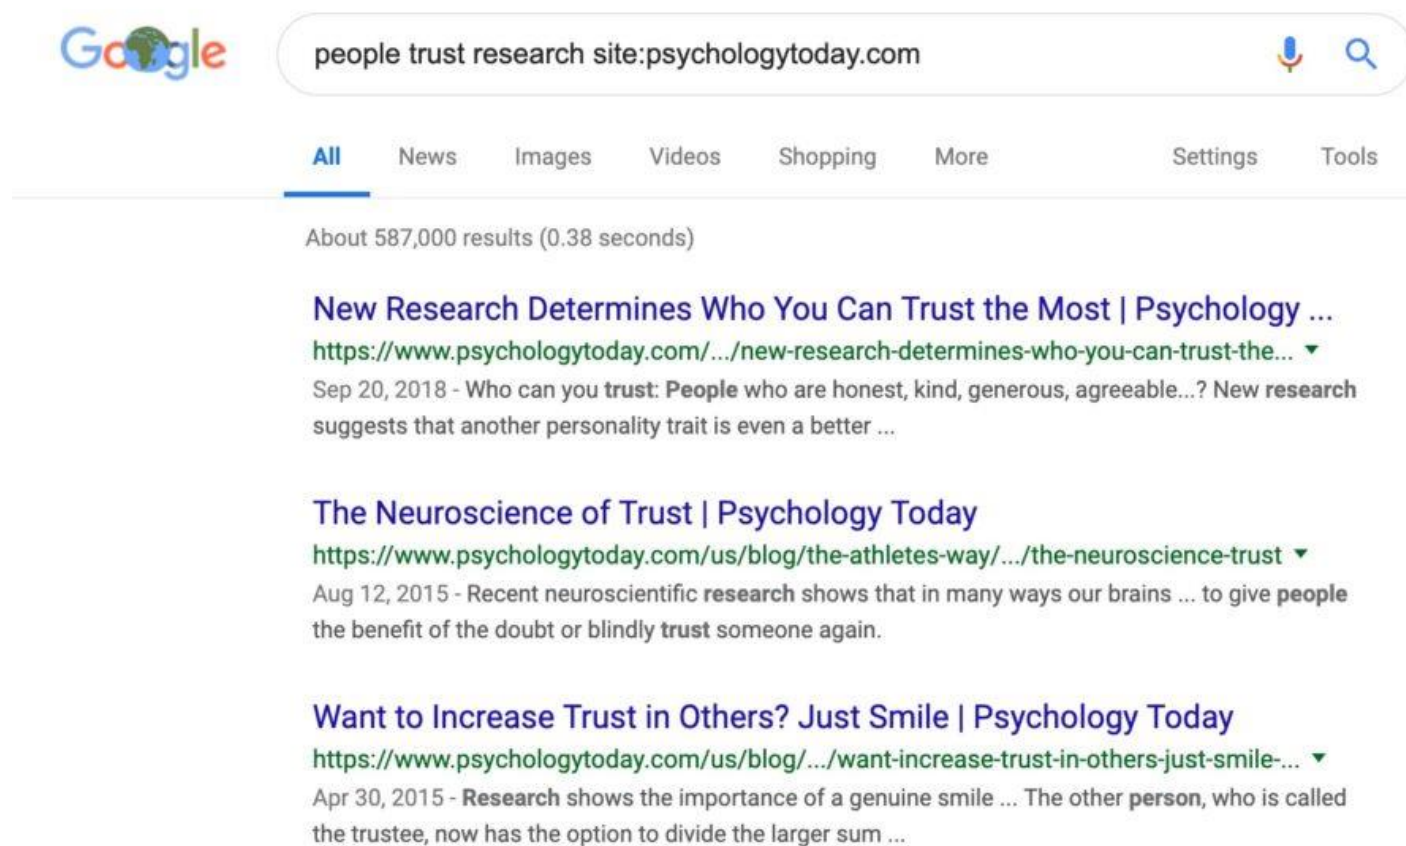 Google
people trust research site:psychologytoday.com
All News Images Videos Shopping More Settings Tools
About 587,000 results (0.38 seconds)
New Research Determines Who You Can Trust the Most | Psychology ...
https://www.psychologytoday.com/.../new-research-determines-who-you-can-trust-the...
Sep 20, 2018 - Who can you trust: People who are honest, kind, generous, agreeable...? New research
suggests that another personality trait is even a better ...
The Neuroscience of Trust | Psychology Today
https://www.psychologytoday.com/us/blog/the-athletes-way/.../the-neuroscience-trust
Aug 12, 2015 - Recent neuroscientific research shows that in many ways our brains ... to give people
the benefit of the doubt or blindly trust someone again.
Want to Increase Trust in Others? Just Smile | Psychology Today
https://www.psychologytoday.com/us/blog/.../want-increase-trust-in-others-just-smile-...
Apr 30, 2015 - Research shows the importance of a genuine smile ... The other person, who is called
the trustee, now has the option to divide the larger sum ...